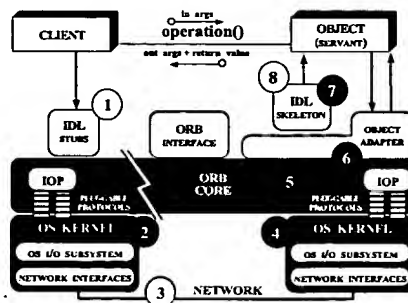 in args
CLIENT
operation()
OBJECT
(SERVANT)
out args + return value
8
7
1
IDL
STUBS
ORB
INTERFACE
IDL
SKELETON
OBJECT
ADAPTER
6
IOP
ORB
CORE
5
IOP
PLUGGABLE
PROTOCOLS
PLUGGABLE
PROTOCOLS
OS KERNEL
2
4
OS KERNEL
OS I/O SUBSYSTEM
OS I/O SUBSYSTEM
NETWORK INTERFACES
NETWORK INTERFACES
3
NETWORK